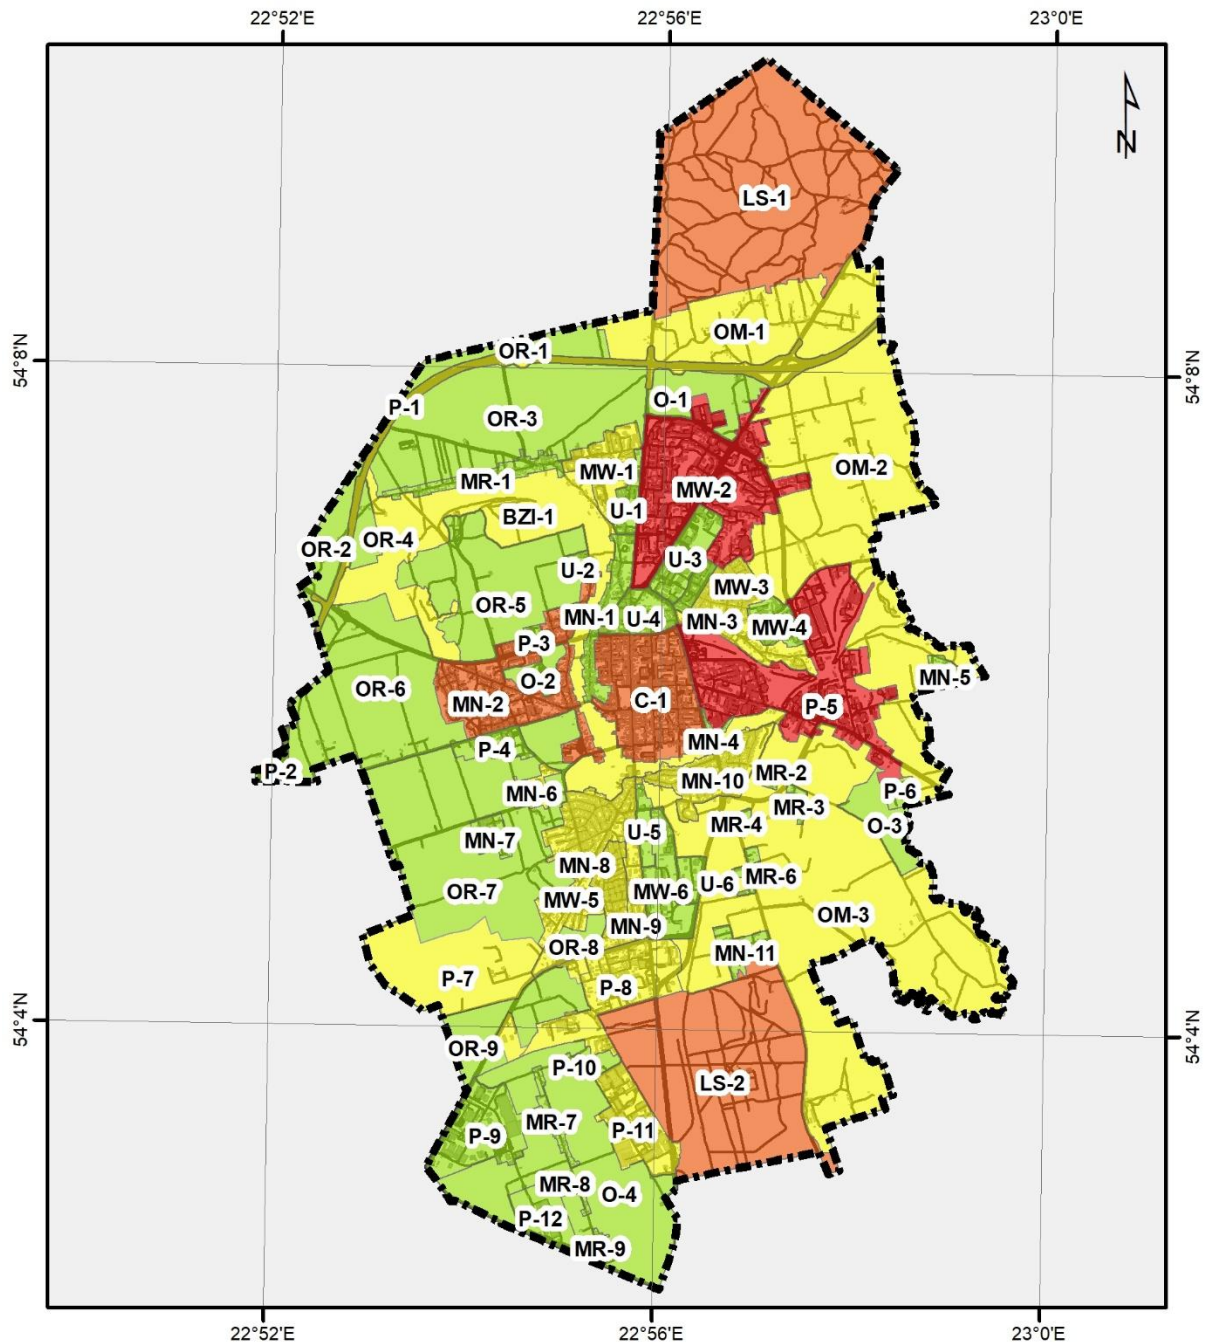 22°52'E 22°56'E 23°0'E
N
LS-1
OM-1
54°8'N 54°8'N
OR-1
O-1
P-1
OR-3
MW-1
OM-2
MR-1
MW-2
BZI-1
U-1
OR-4
OR-2
U-3
U-2
MW-3
OR-5
MN-1
U-4
MN-3
MW-4
P-3
MN-5
O-2
OR-6
C-1
MN-2
P-5
MN-4
P-4
P-2
MR-2
MN-10
P-6
MN-6
MR-3
MR-4
O-3
U-5
MN-7
MN-8
MR-6
U-6
OR-7
MW-6
MW-5
OM-3
MN-9
OR-8
MN-11
P-7
P-8
54°4'N 54°4'N
OR-9
P-10
LS-2
MR-7
P-11
P-9
MR-8
O-4
P-12
MR-9
22°52'E 22°56'E 23°0'E